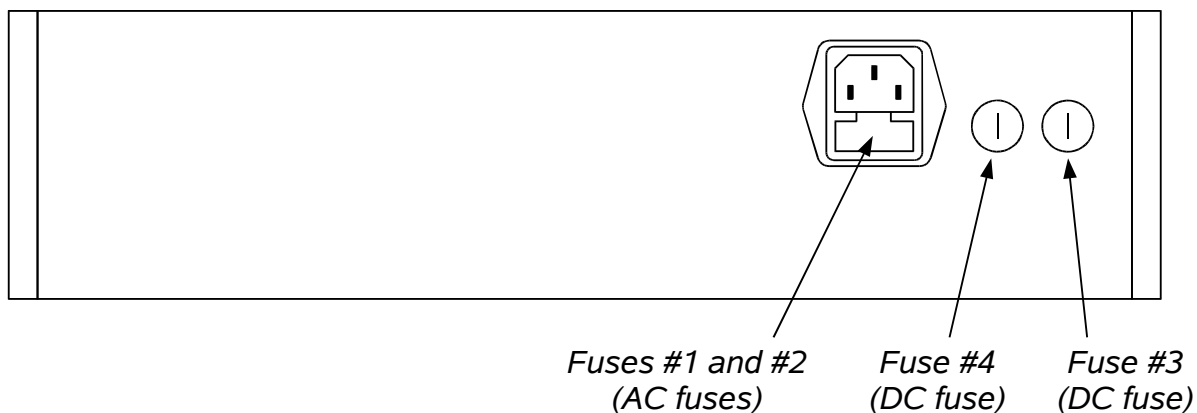 Fuses #1 and #2
(AC fuses)
Fuse #4
(DC fuse)
Fuse #3
(DC fuse)